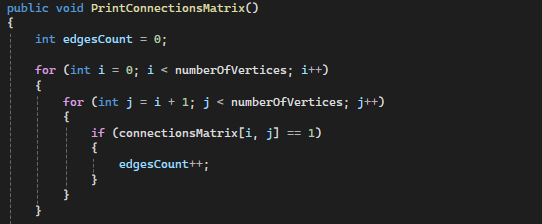 public void PrintConnectionsMatrix()
{
    int edgesCount = 0;
    for (int i = 0; i < numberOfVertices; i++)
    {
        for (int j = i + 1; j < numberOfVertices; j++)
        {
            if (connectionsMatrix[i, j] == 1)
            {
                edgesCount++;
            }
        }
    }